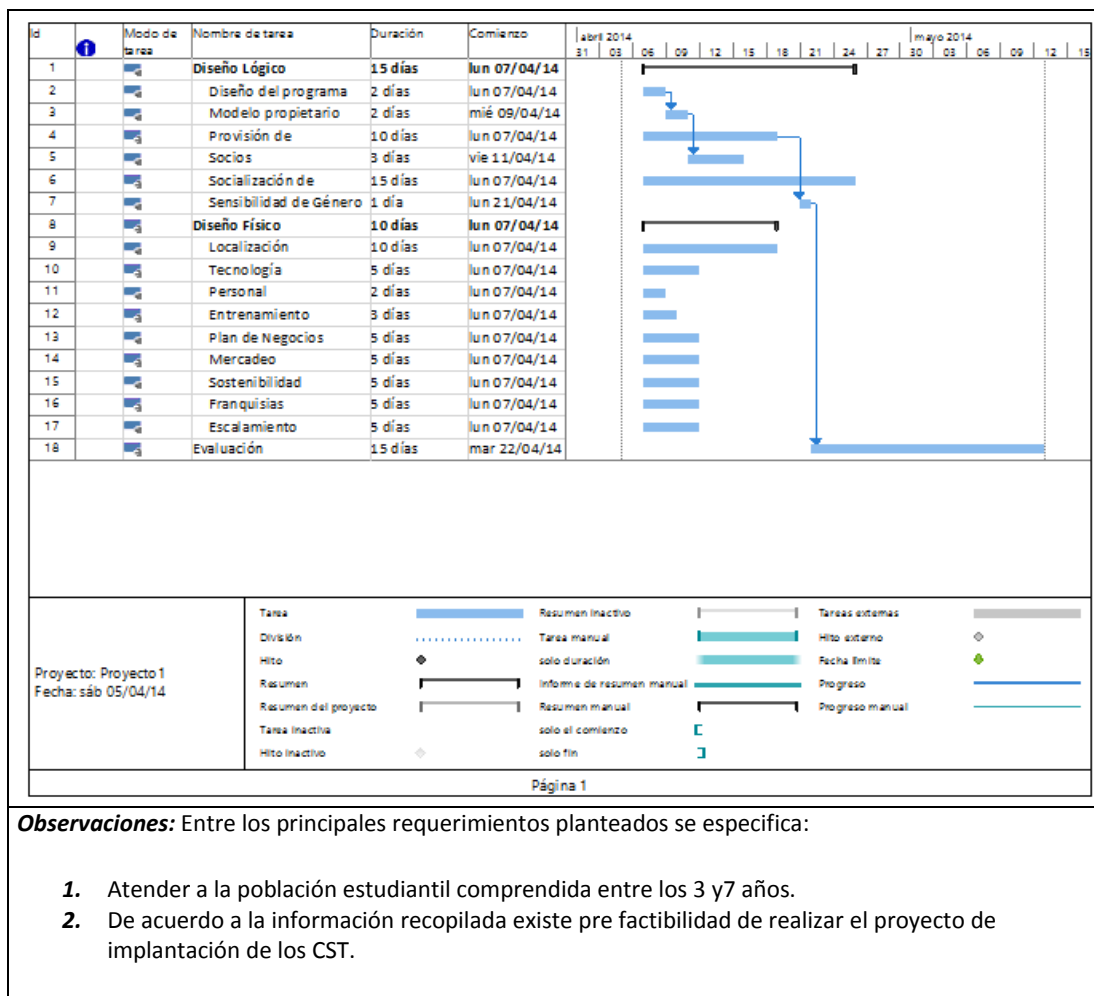 Id Modo de tarea Nombre de tarea Duración Comienzo
abril 2014 mayo 2014
31 03 06 09 12 15 18 21 24 27 30 03 06 09 12 15
1 Diseño Lógico 15 días lun 07/04/14
2 Diseño del programa 2 días lun 07/04/14
3 Modelo propietario 2 días mié 09/04/14
4 Provisión de 10 días lun 07/04/14
5 Socios 3 días vie 11/04/14
6 Socialización de 15 días lun 07/04/14
7 Sensibilidad de Género 1 día lun 21/04/14
8 Diseño Físico 10 días lun 07/04/14
9 Localización 10 días lun 07/04/14
10 Tecnología 5 días lun 07/04/14
11 Personal 2 días lun 07/04/14
12 Entrenamiento 3 días lun 07/04/14
13 Plan de Negocios 5 días lun 07/04/14
14 Mercadeo 5 días lun 07/04/14
15 Sostenibilidad 5 días lun 07/04/14
16 Franquisias 5 días lun 07/04/14
17 Escalamiento 5 días lun 07/04/14
18 Evaluación 15 días mar 22/04/14
Proyecto: Proyecto1
Fecha: sáb 05/04/14
Tarea Resumen inactivo Tareas externas
División Tarea manual Hito externo
Hito solo duración Fecha límite
Resumen Informe de resumen manual Progreso
Resumen del proyecto Resumen manual Progreso manual
Tarea inactiva solo el comienzo
Hito inactivo solo fin
Página 1
Observaciones: Entre los principales requerimientos planteados se especifica:
1. Atender a la población estudiantil comprendida entre los 3 y7 años.
2. De acuerdo a la información recopilada existe pre factibilidad de realizar el proyecto de
implantación de los CST.